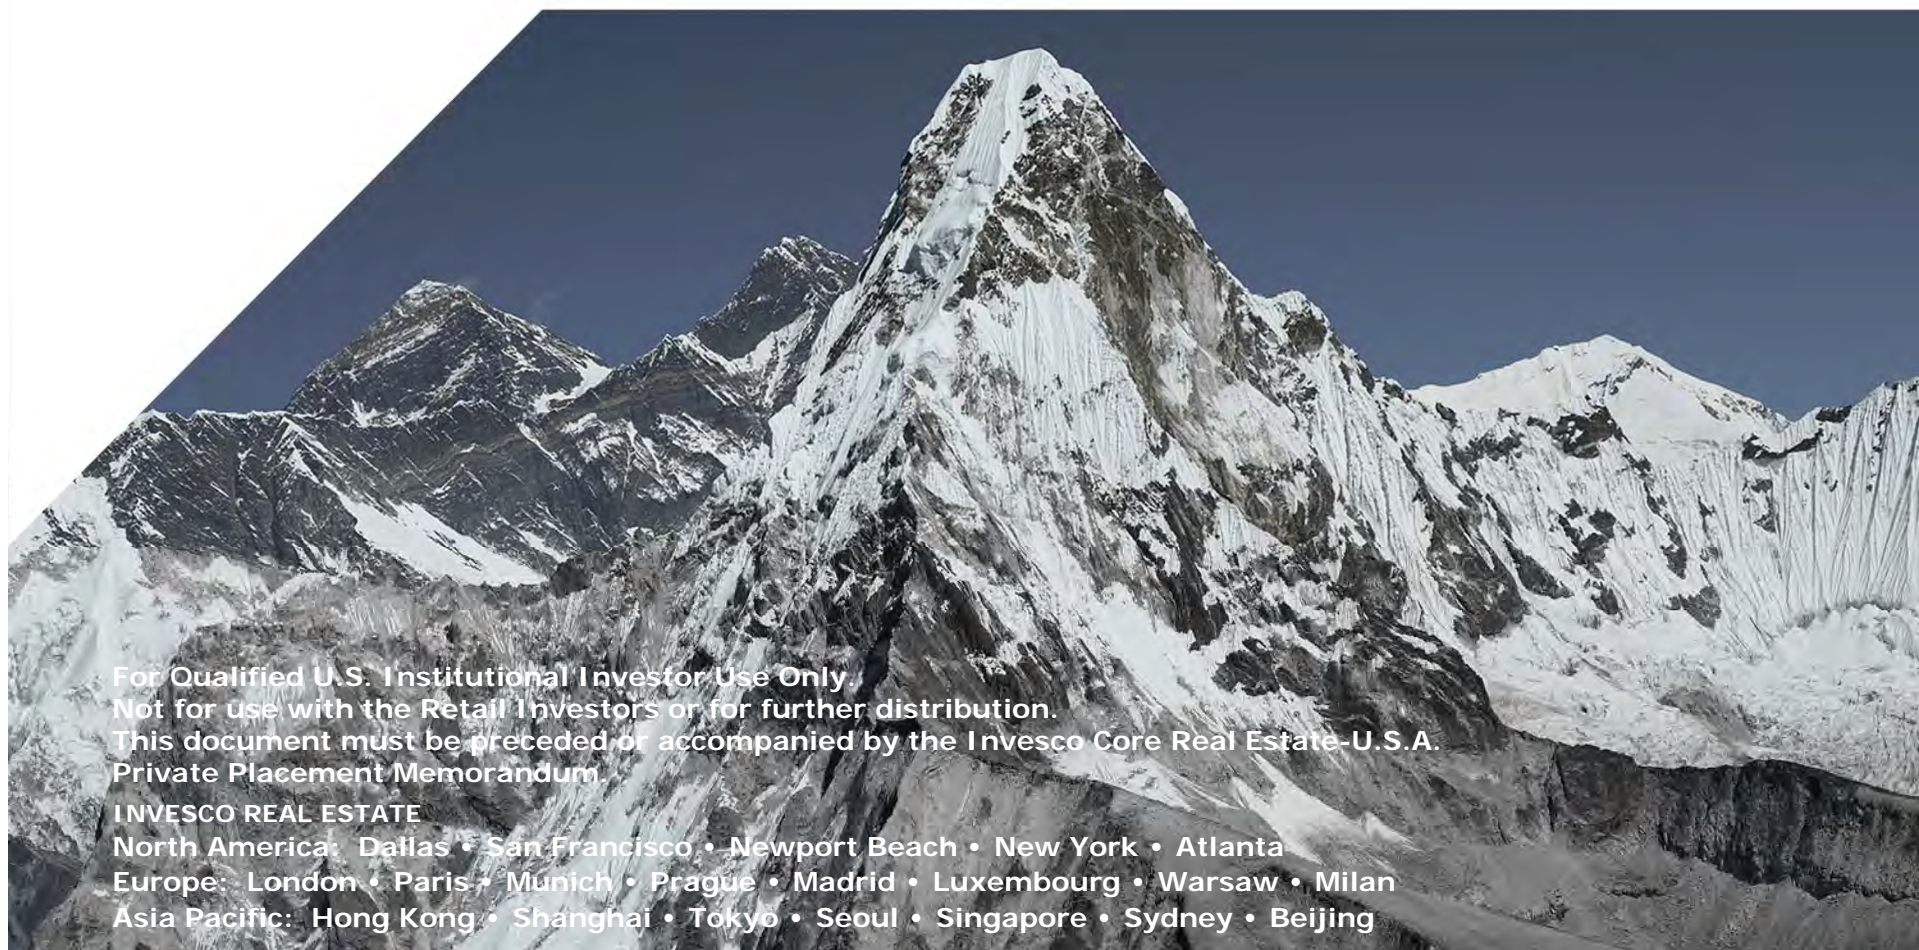 For Qualified U.S. Institutional Investor Use Only.
Not for use with the Retail Investors or for further distribution.
This document must be preceded or accompanied by the Invesco Core Real Estate-U.S.A.
Private Placement Memorandum.
INVESCO REAL ESTATE
North America: Dallas • San Francisco • Newport Beach • New York • Atlanta
Europe: London • Paris • Munich • Prague • Madrid • Luxembourg • Warsaw • Milan
Asia Pacific: Hong Kong • Shanghai • Tokyo • Seoul • Singapore • Sydney • Beijing